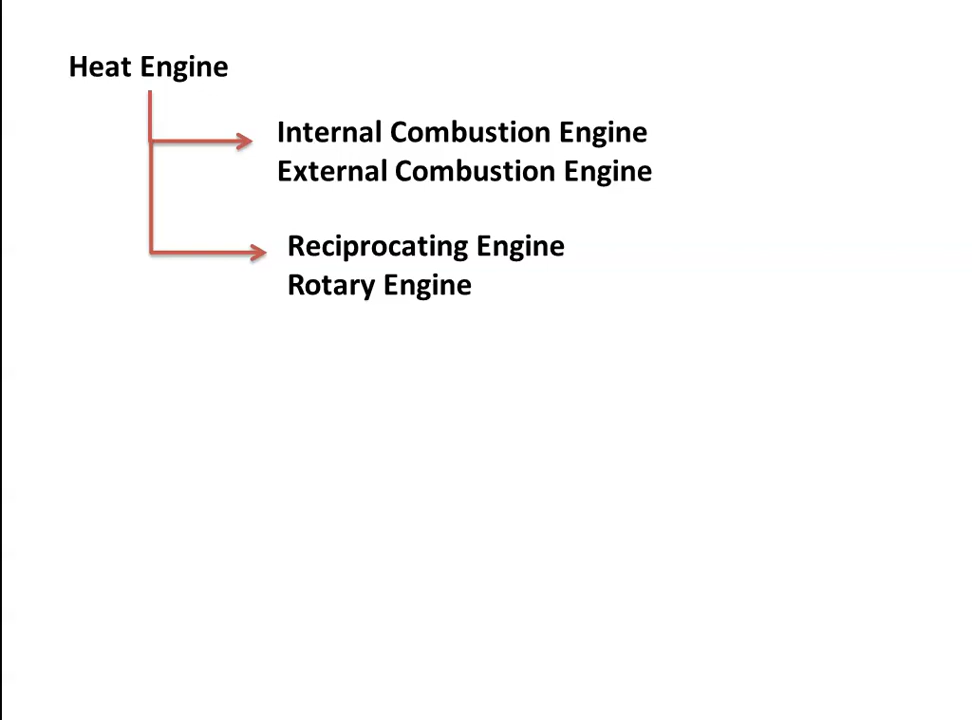 Heat Engine
Internal Combustion Engine
External Combustion Engine
Reciprocating Engine
Rotary Engine